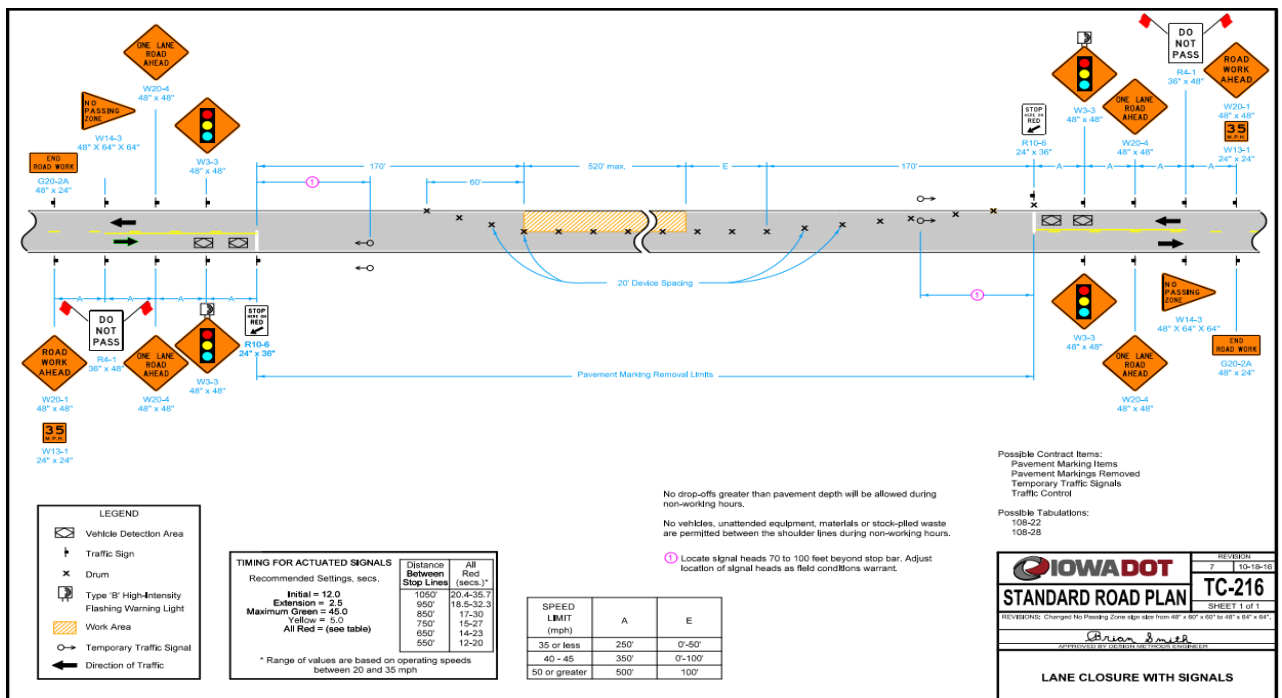 ONE LANE
ROAD
AHEAD
W20-4
48" x 48"
NO
PASSING
ZONE
W14-3
48" X 64" X 64"
W3-3
48" x 48"
END
ROAD WORK
G20-2A
48" x 24"
DO
NOT
PASS
R4-1
36" x 48"
ROAD
WORK
AHEAD
W20-1
48" x 48"
35
M.P.H.
W13-1
24" x 24"
ONE LANE
ROAD
AHEAD
W20-4
48" x 48"
W3-3
48" x 48"
STOP
HERE ON
RED
R10-6
24" x 36"
170'
520' max.
E
170'
A
A
A
A
1
60'
20' Device Spacing
1
A
A
A
A
DO
NOT
PASS
R4-1
36" x 48"
STOP
HERE ON
RED
R10-6
24" x 36"
ROAD
WORK
AHEAD
W20-1
48" x 48"
35
M.P.H.
W13-1
24" x 24"
ONE LANE
ROAD
AHEAD
W20-4
48" x 48"
W3-3
48" x 48"
Pavement Marking Removal Limits
W3-3
48" x 48"
NO
PASSING
ZONE
W14-3
48" X 64" X 64"
ONE LANE
ROAD
AHEAD
W20-4
48" x 48"
END
ROAD WORK
G20-2A
48" x 24"
Possible Contract Items:
Pavement Marking Items
Pavement Markings Removed
Temporary Traffic Signals
Traffic Control
Possible Tabulations:
108-22
108-28
No drop-offs greater than pavement depth will be allowed during
non-working hours.
No vehicles, unattended equipment, materials or stock-piled waste
are permitted between the shoulder lines during non-working hours.
1 Locate signal heads 70 to 100 feet beyond stop bar. Adjust
location of signal heads as field conditions warrant.
LEGEND
Vehicle Detection Area
Traffic Sign
Drum
Type 'B' High-Intensity
Flashing Warning Light
Work Area
Temporary Traffic Signal
Direction of Traffic
TIMING FOR ACTUATED SIGNALS
Recommended Settings, secs.
Initial = 12.0
Extension = 2.5
Maximum Green = 45.0
Yellow = 5.0
All Red = (see table)
Distance Between Stop Lines All Red (secs.)*
1050' 20.4-35.7
950' 18.5-32.3
850' 17-30
750' 15-27
650' 14-23
550' 12-20
* Range of values are based on operating speeds
between 20 and 35 mph
SPEED LIMIT (mph) A E
35 or less 250' 0'-50'
40 - 45 350' 0'-100'
50 or greater 500' 100'
IOWADOT
STANDARD ROAD PLAN
REVISION
7 10-18-16
TC-216
SHEET 1 of 1
REVISIONS: Changed No Passing Zone sign size from 48" x 60" x 60" to 48" x 64" x 64".
Brian Smith
APPROVED BY DESIGN METHODS ENGINEER
LANE CLOSURE WITH SIGNALS